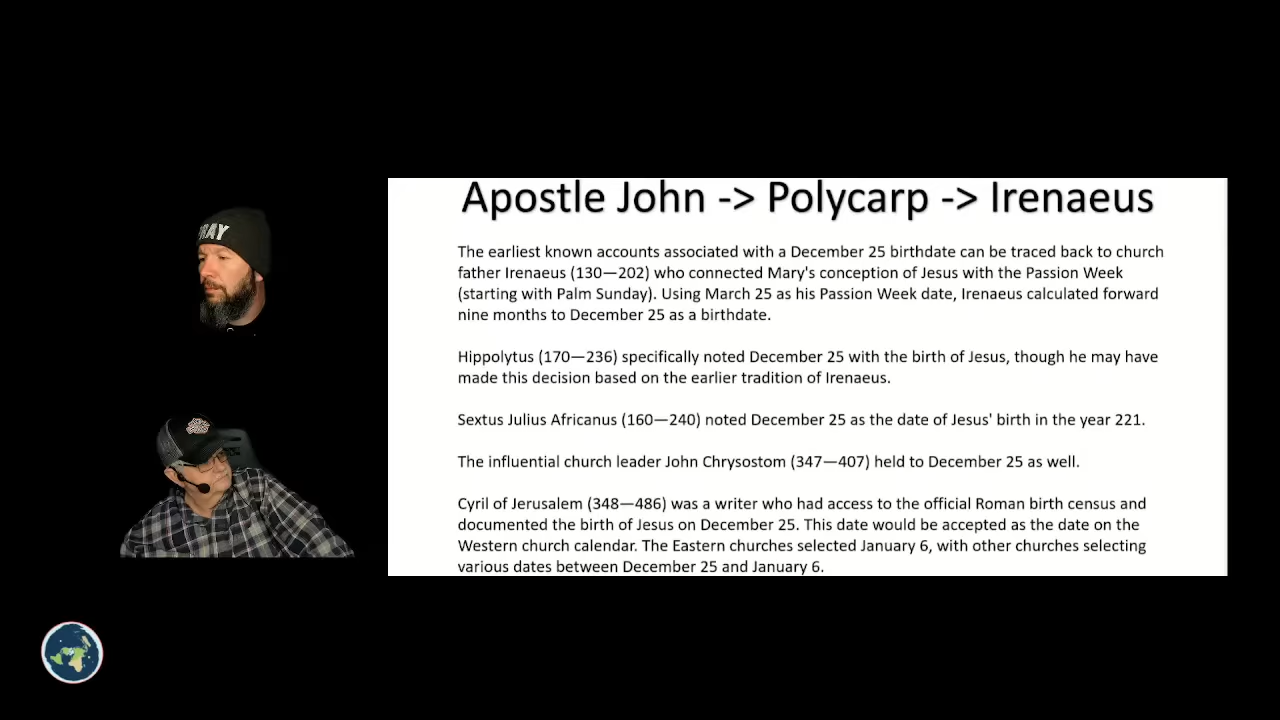 Apostle John -> Polycarp -> Irenaeus
The earliest known accounts associated with a December 25 birthdate can be traced back to church
father Irenaeus (130—202) who connected Mary's conception of Jesus with the Passion Week
(starting with Palm Sunday). Using March 25 as his Passion Week date, Irenaeus calculated forward
nine months to December 25 as a birthdate.
Hippolytus (170—236) specifically noted December 25 with the birth of Jesus, though he may have
made this decision based on the earlier tradition of Irenaeus.
Sextus Julius Africanus (160—240) noted December 25 as the date of Jesus' birth in the year 221.
The influential church leader John Chrysostom (347—407) held to December 25 as well.
Cyril of Jerusalem (348—486) was a writer who had access to the official Roman birth census and
documented the birth of Jesus on December 25. This date would be accepted as the date on the
Western church calendar. The Eastern churches selected January 6, with other churches selecting
various dates between December 25 and January 6.